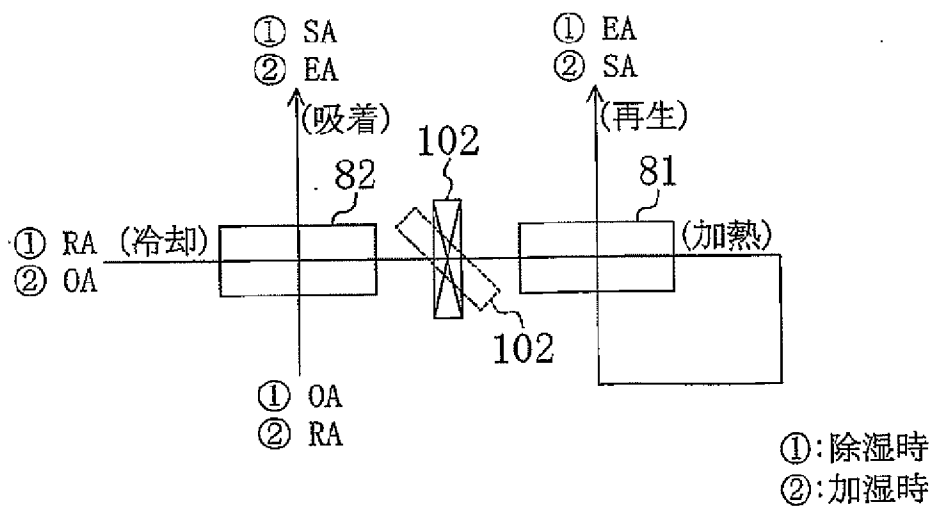 ① SA
② EA
(吸着)
① EA
② SA
(再生)
102
82
81
① RA (冷却)
② OA
(加熱)
102
① OA
② RA
①:除湿時
②:加湿時